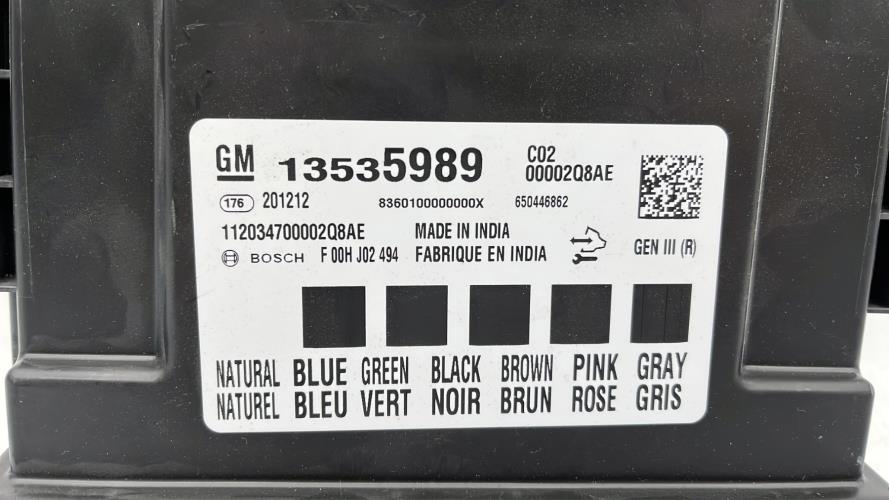 GM 13535989 C02
00002Q8AE
176 201212 8360100000000X 650446862
112034700002Q8AE MADE IN INDIA
BOSCH F 00H J02 494 FABRIQUE EN INDIA GEN III (R)
NATURAL BLUE GREEN BLACK BROWN PINK GRAY
NATUREL BLEU VERT NOIR BRUN ROSE GRIS